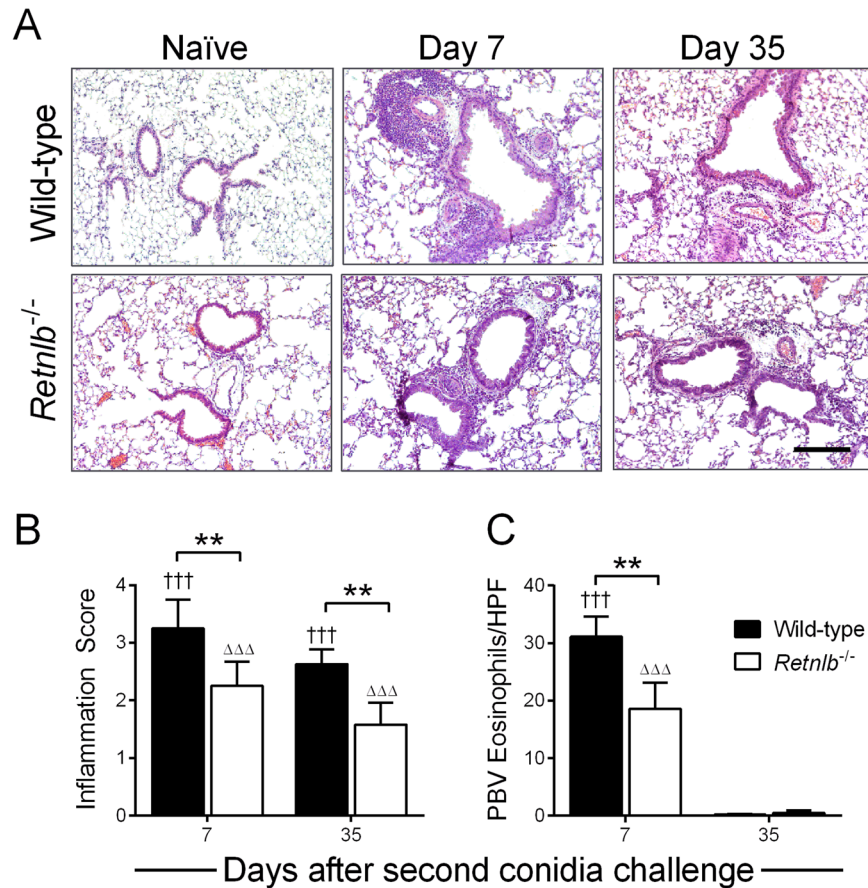 A
Naïve Day 7 Day 35
Wild-type
Retnlb-/-
B
**
**
†††
†††
ΔΔΔ
ΔΔΔ
Inflammation Score
4
3
2
1
0
7 35
C
**
†††
ΔΔΔ
PBV Eosinophils/HPF
40
30
20
10
0
7 35
Wild-type
Retnlb-/-
Days after second conidia challenge